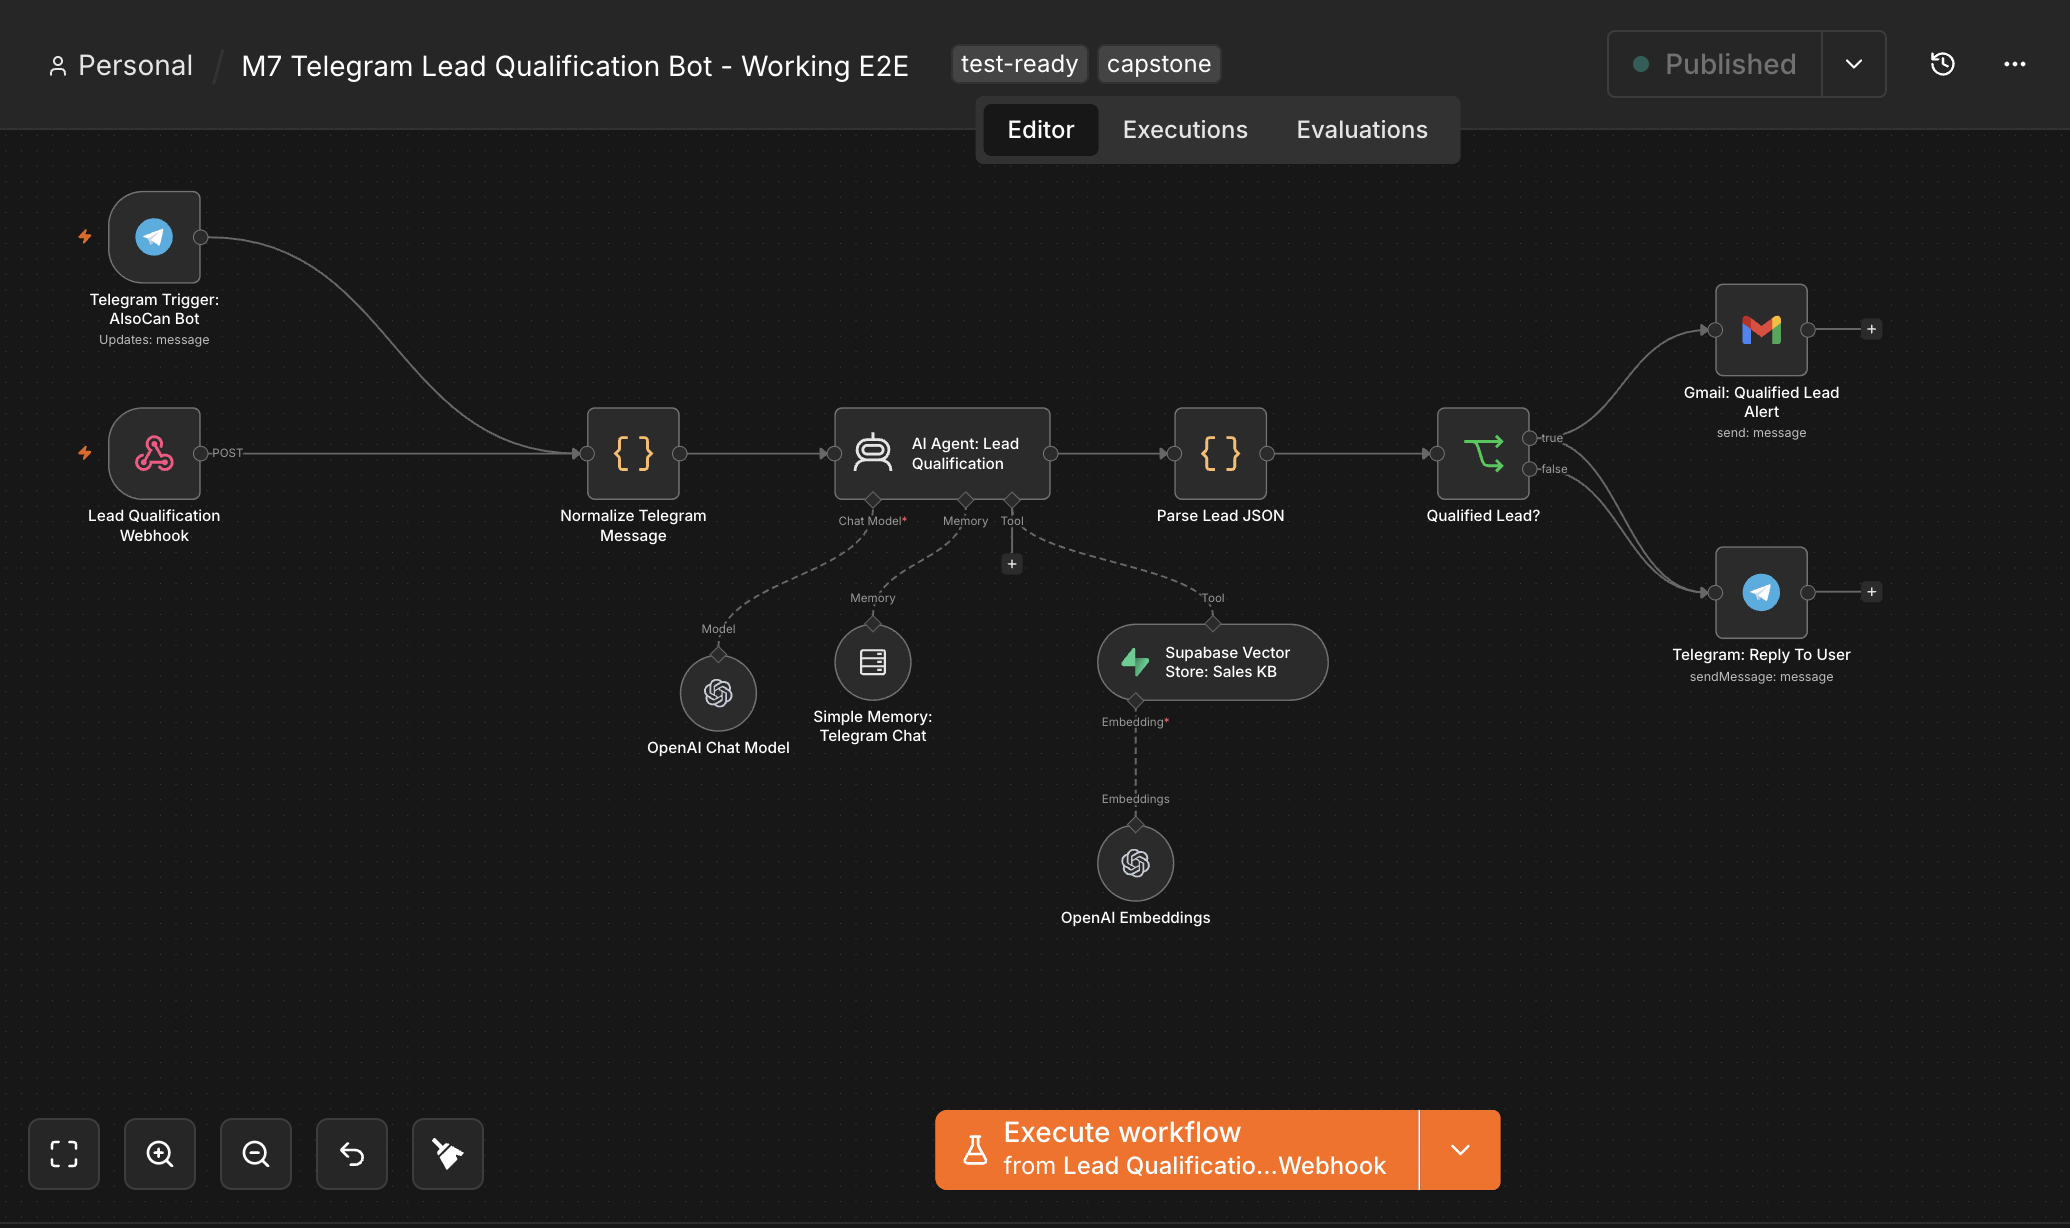 Personal / M7 Telegram Lead Qualification Bot - Working E2E test-ready capstone Published
Editor Executions Evaluations
Telegram Trigger:
AlsoCan Bot
Updates: message
POST
Lead Qualification
Webhook
{ }
Normalize Telegram
Message
AI Agent: Lead
Qualification
Chat Model*
Memory
Tool
+
Model
OpenAI Chat Model
Memory
Simple Memory:
Telegram Chat
Tool
Supabase Vector
Store: Sales KB
Embedding*
Embeddings
OpenAI Embeddings
{ }
Parse Lead JSON
true
false
Qualified Lead?
+
Gmail: Qualified Lead
Alert
send: message
+
Telegram: Reply To User
sendMessage: message
Execute workflow
from Lead Qualificatio...Webhook